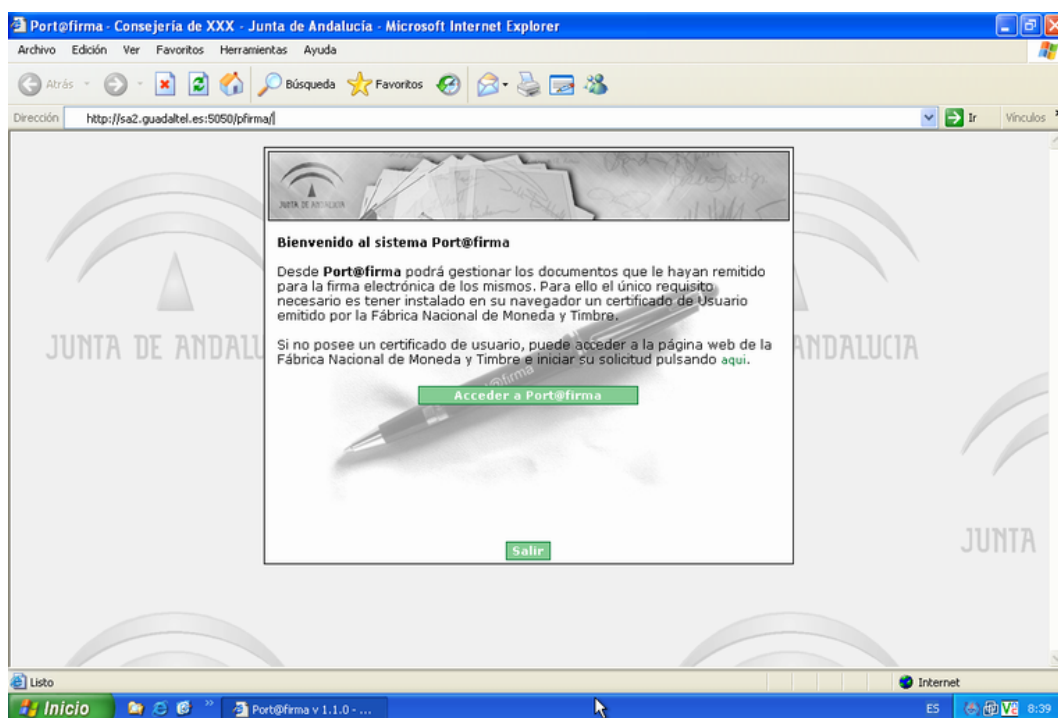 Port@firma - Consejería de XXX - Junta de Andalucía - Microsoft Internet Explorer
Archivo Edición Ver Favoritos Herramientas Ayuda
Atrás Búsqueda Favoritos
Dirección http://sa2.guadaltel.es:5050/pfirma/ Ir Vínculos
JUNTA DE ANDALUCIA
Bienvenido al sistema Port@firma
Desde Port@firma podrá gestionar los documentos que le hayan remitido
para la firma electrónica de los mismos. Para ello el único requisito
necesario es tener instalado en su navegador un certificado de Usuario
emitido por la Fábrica Nacional de Moneda y Timbre.
JUNTA DE ANDALU
ANDALUCIA
Si no posee un certificado de usuario, puede acceder a la página web de la
Fábrica Nacional de Moneda y Timbre e iniciar su solicitud pulsando aqui.
Acceder a Port@firma
JUNTA
Salir
Listo Internet
Inicio Port@firma v 1.1.0 - ... ES 8:39